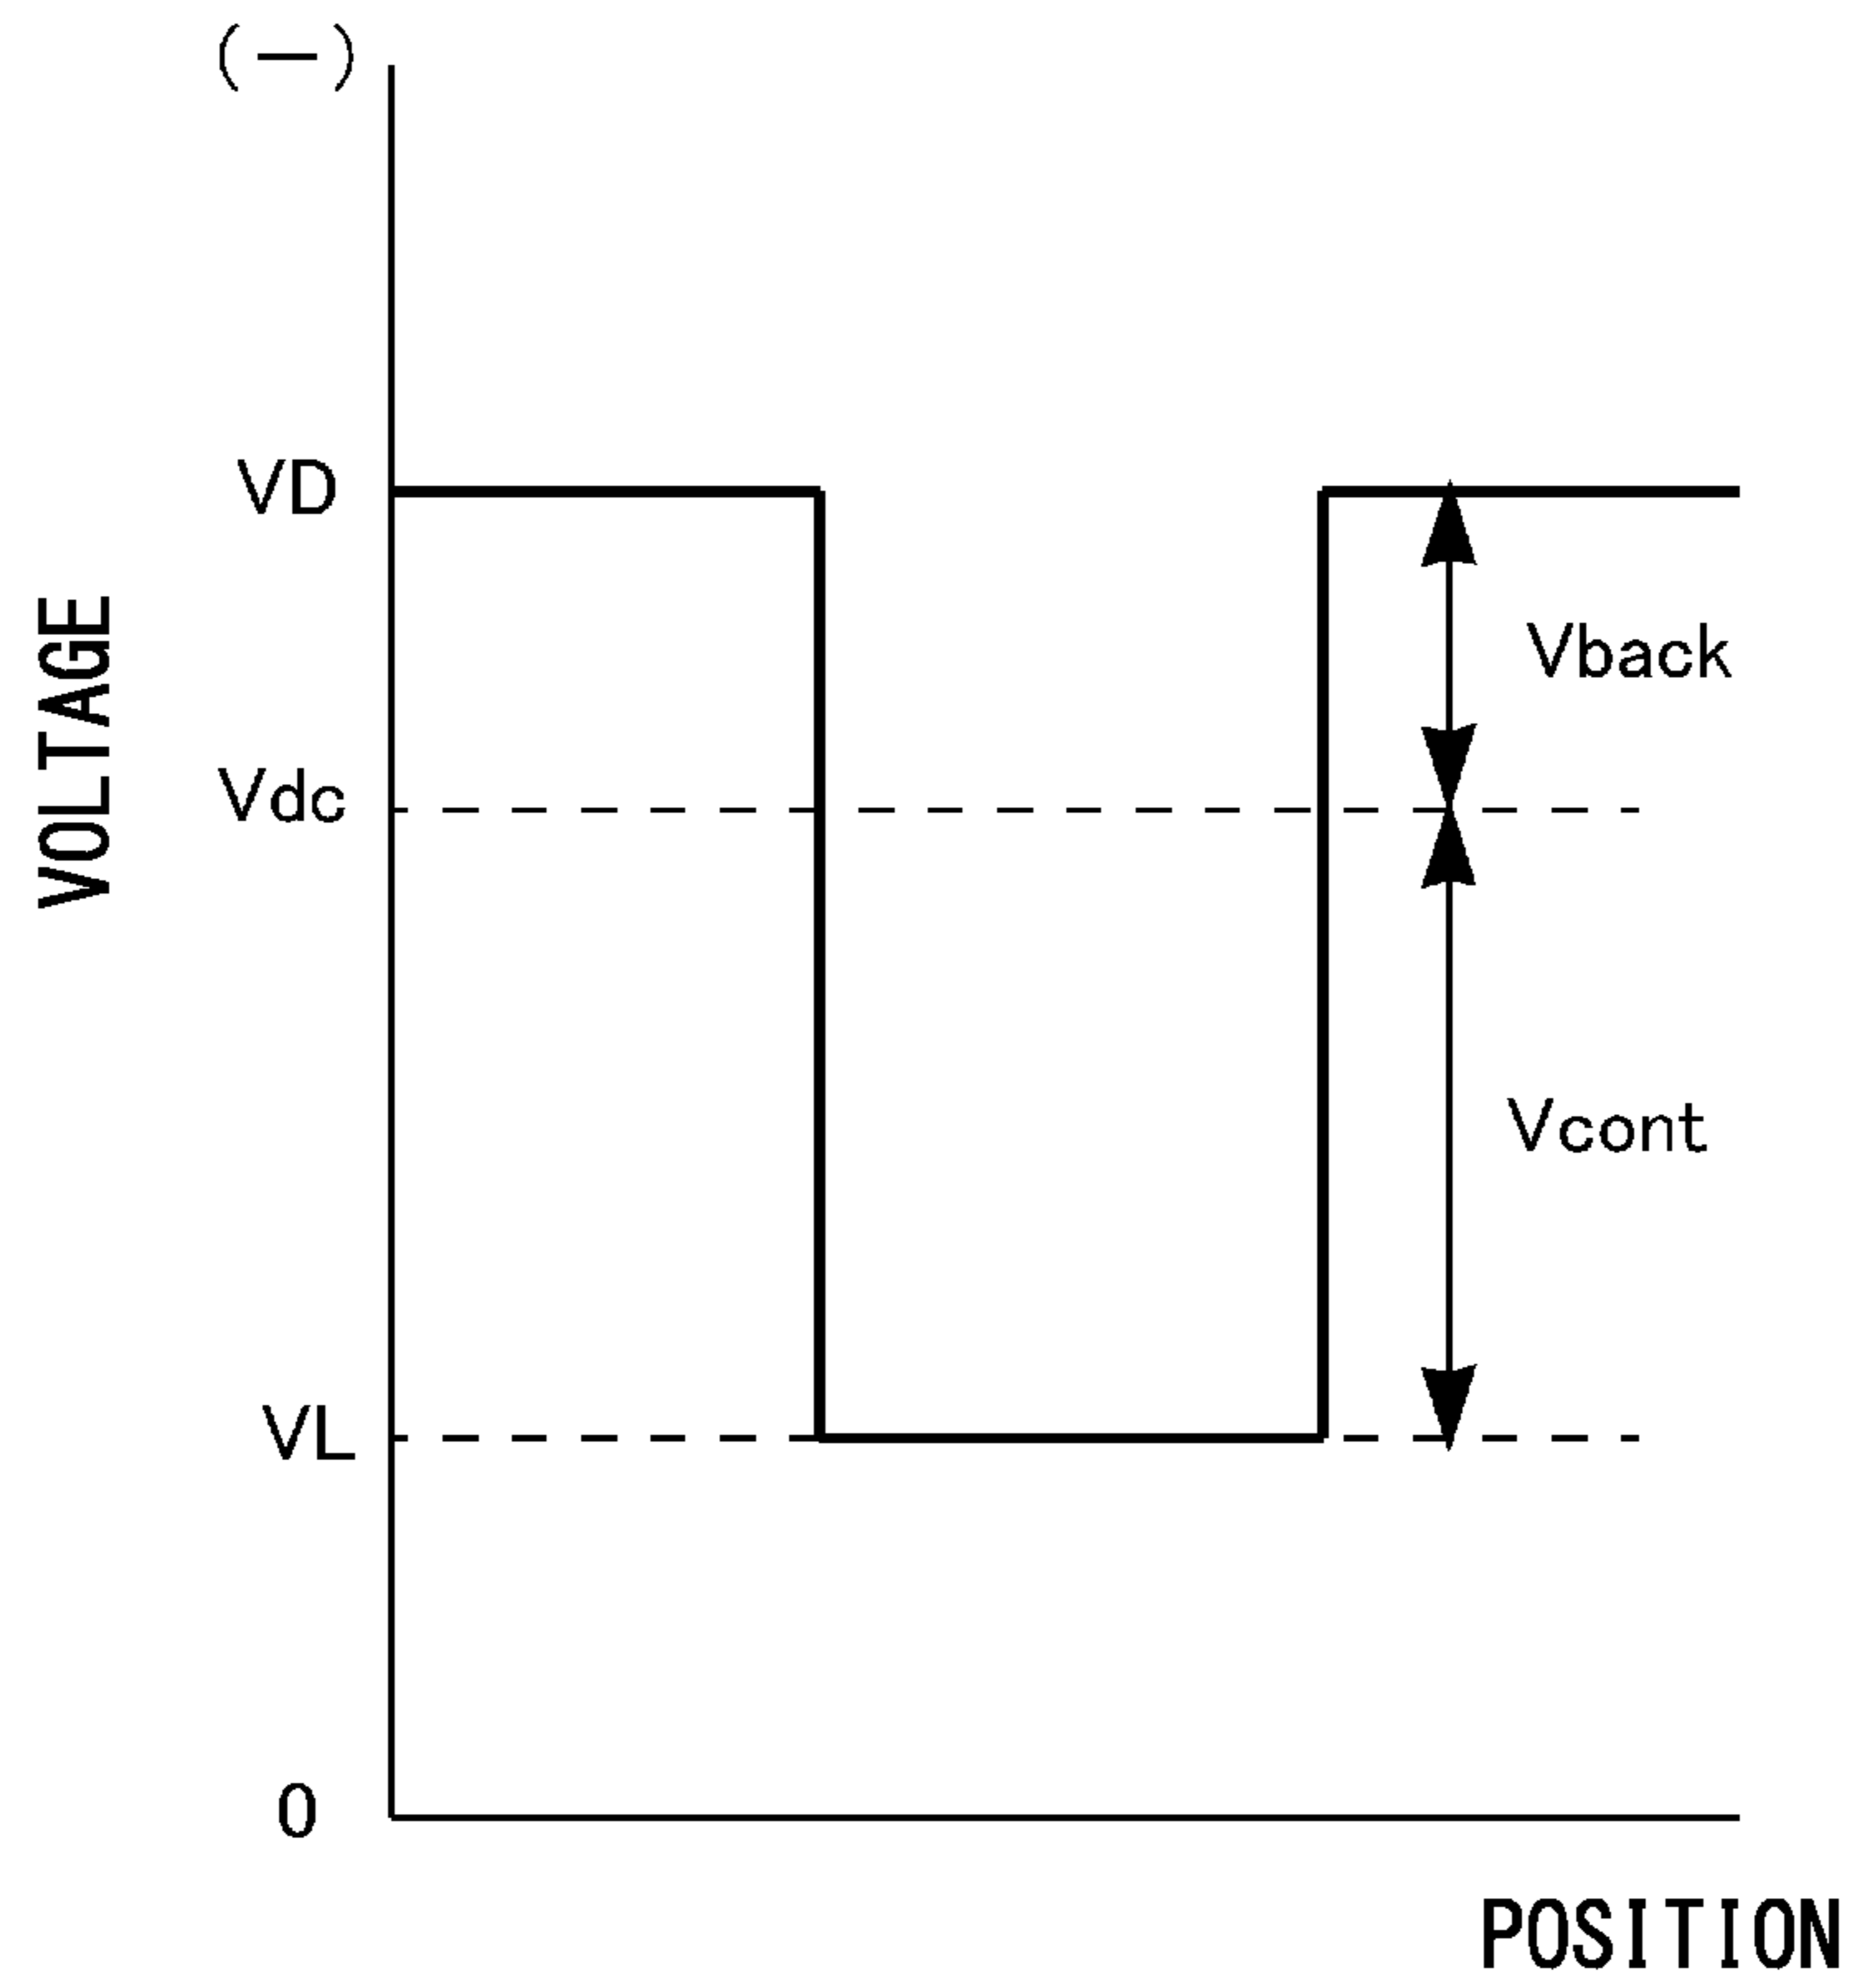 (—)
VD
VOLTAGE
Vback
Vdc
Vcont
VL
0
POSITION